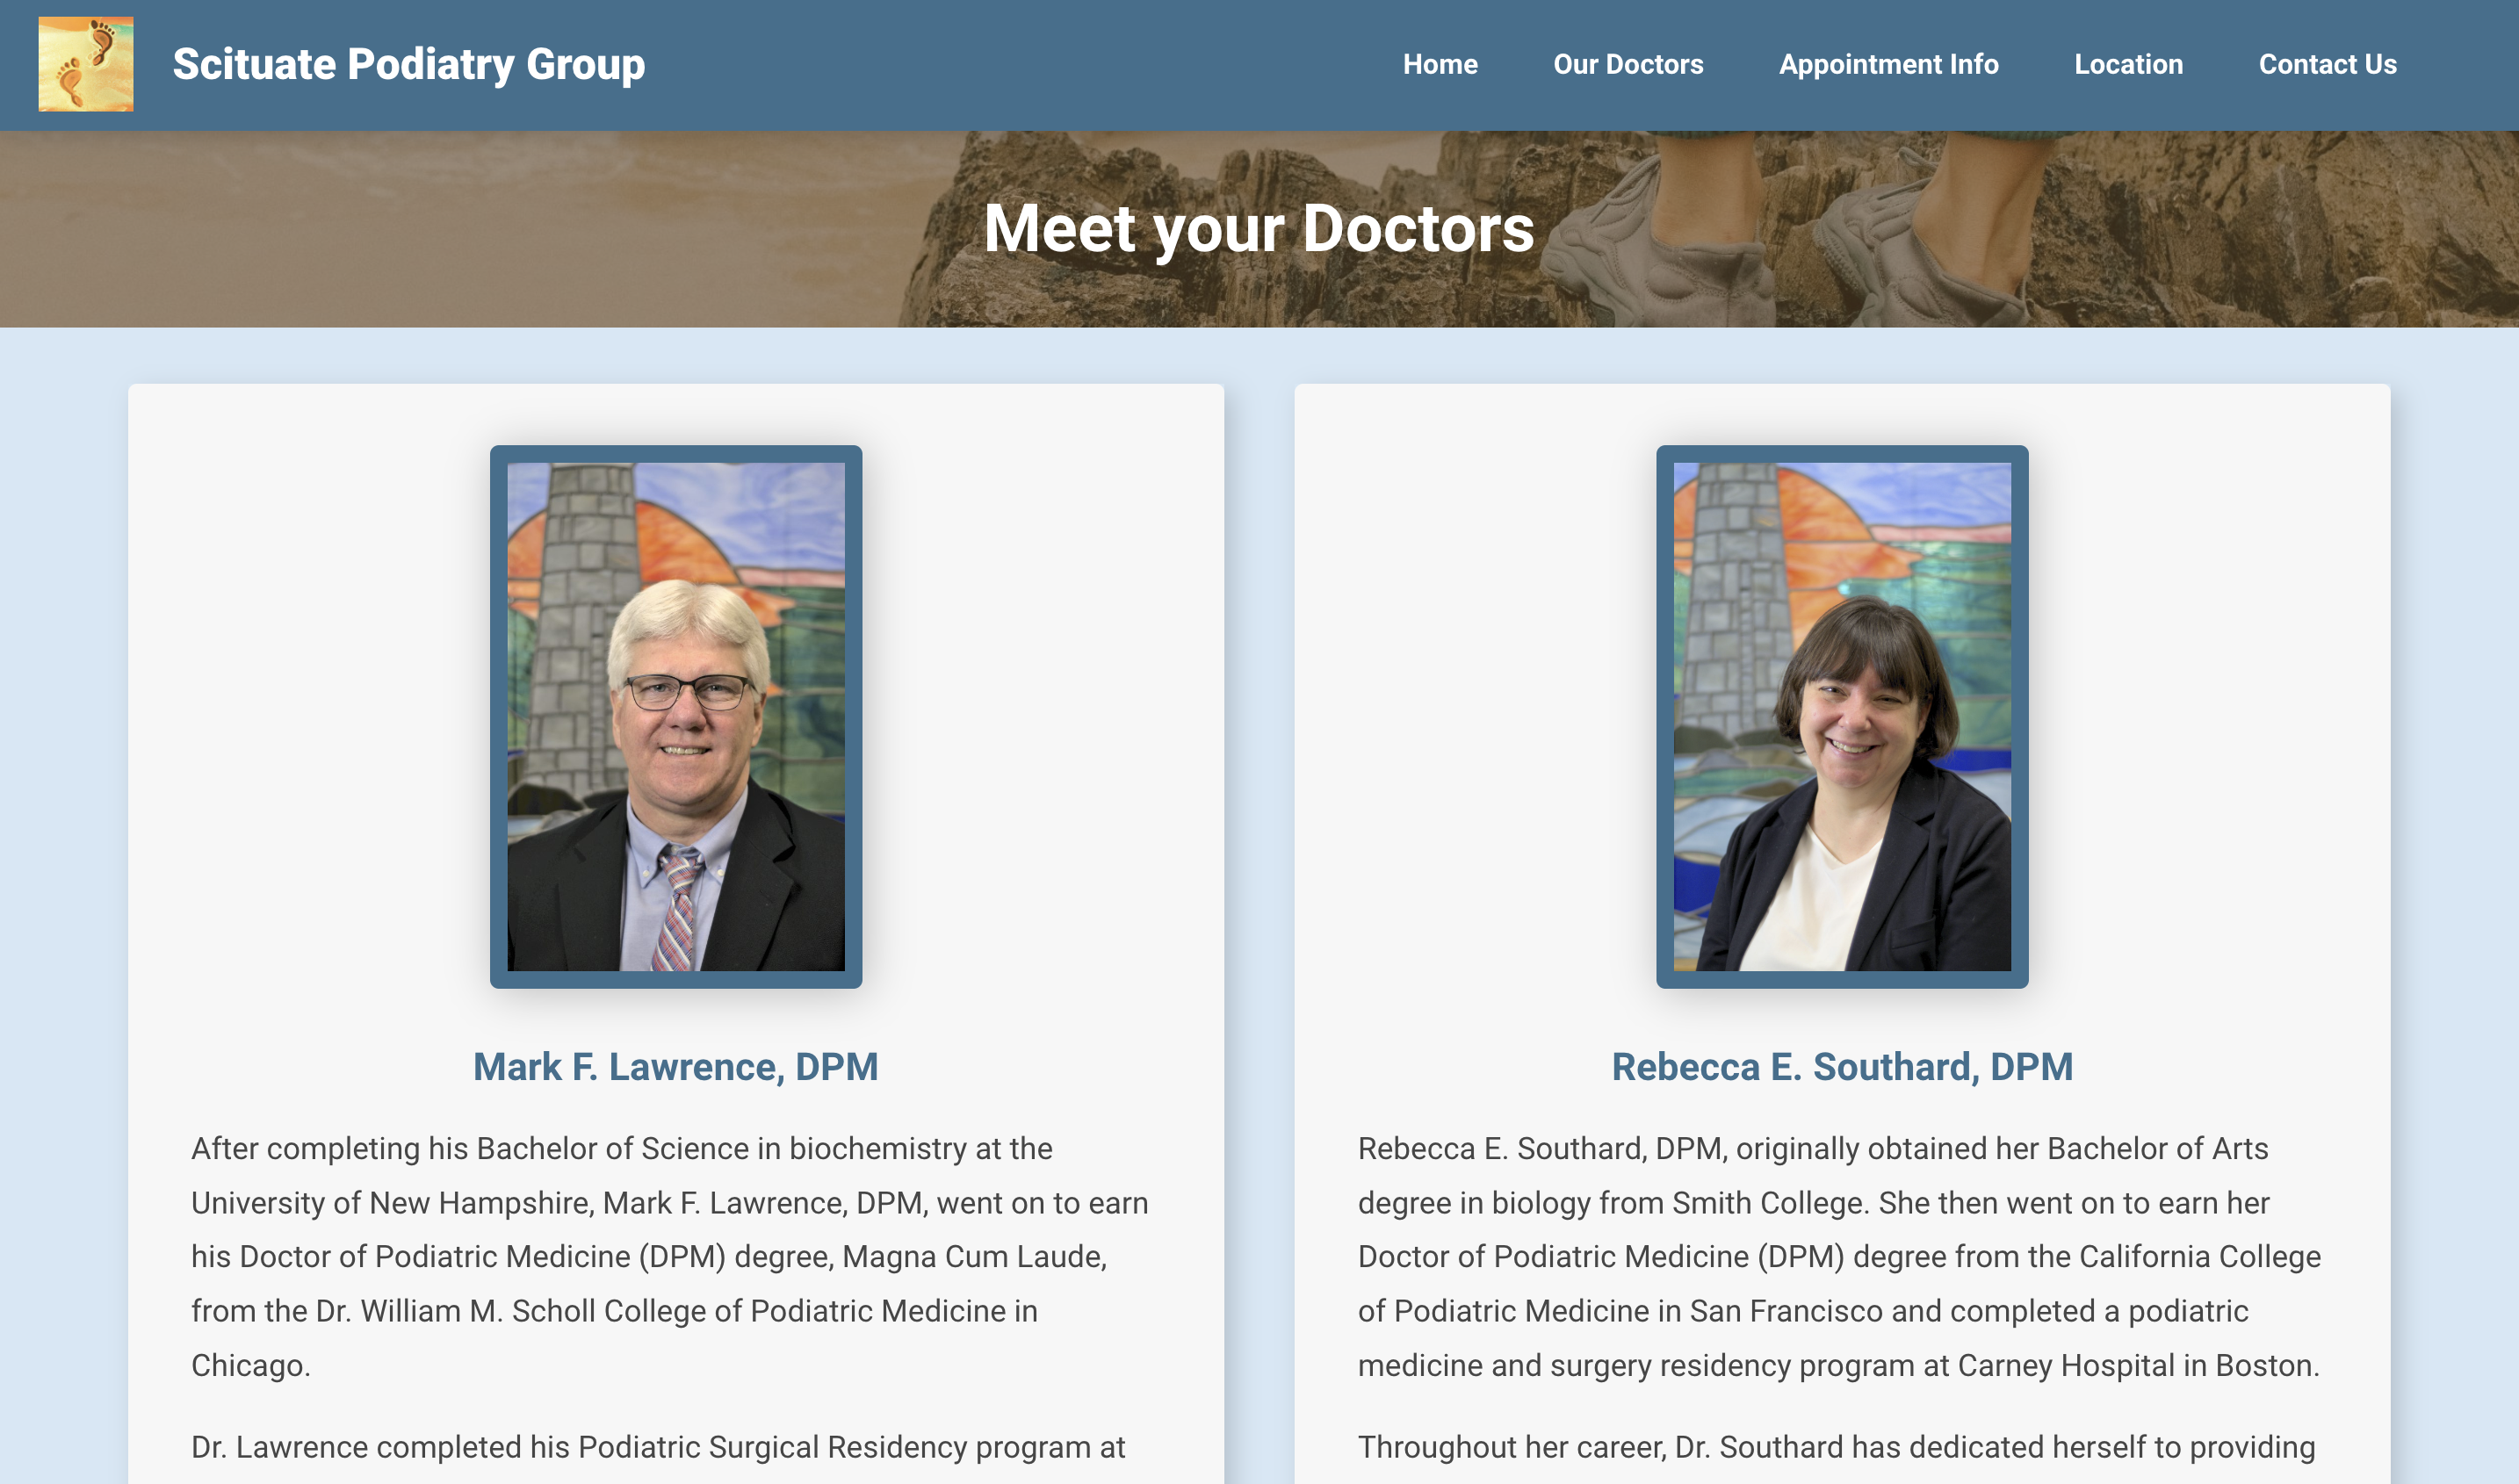 Scituate Podiatry Group
Home
Our Doctors
Appointment Info
Location
Contact Us
Meet your Doctors
Mark F. Lawrence, DPM
After completing his Bachelor of Science in biochemistry at the
University of New Hampshire, Mark F. Lawrence, DPM, went on to earn
his Doctor of Podiatric Medicine (DPM) degree, Magna Cum Laude,
from the Dr. William M. Scholl College of Podiatric Medicine in
Chicago.
Dr. Lawrence completed his Podiatric Surgical Residency program at
Rebecca E. Southard, DPM
Rebecca E. Southard, DPM, originally obtained her Bachelor of Arts
degree in biology from Smith College. She then went on to earn her
Doctor of Podiatric Medicine (DPM) degree from the California College
of Podiatric Medicine in San Francisco and completed a podiatric
medicine and surgery residency program at Carney Hospital in Boston.
Throughout her career, Dr. Southard has dedicated herself to providing